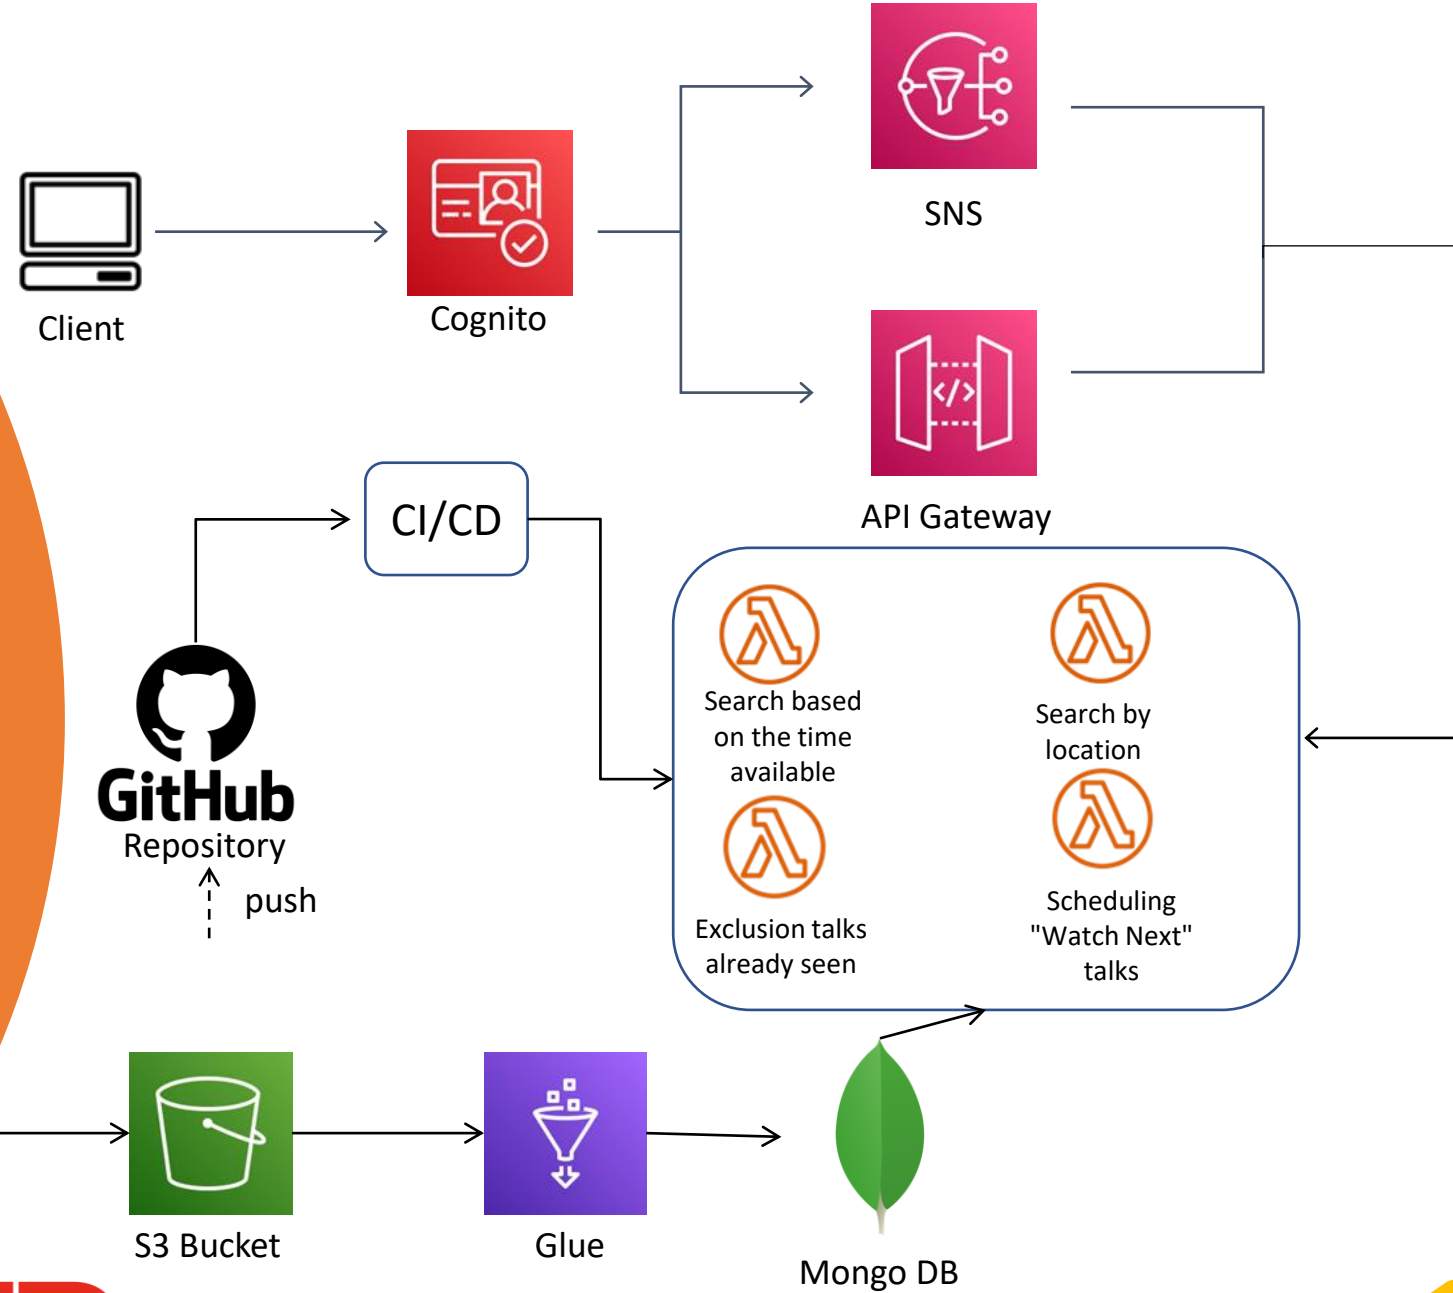 SNS
Cognito
Client
</>
API Gateway
CI/CD
GitHub
Repository
push
Search based
on the time
available
Search by
location
Exclusion talks
already seen
Scheduling
"Watch Next"
talks
S3 Bucket
Glue
Mongo DB